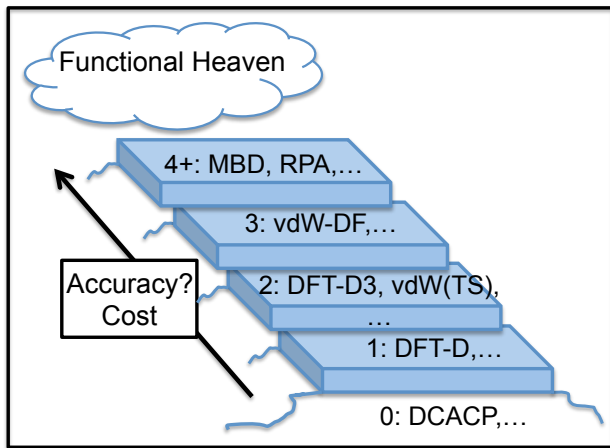 Functional Heaven
4+: MBD, RPA,…
3: vdW-DF,…
Accuracy?
Cost
2: DFT-D3, vdW(TS),
…
1: DFT-D,…
0: DCACP,…